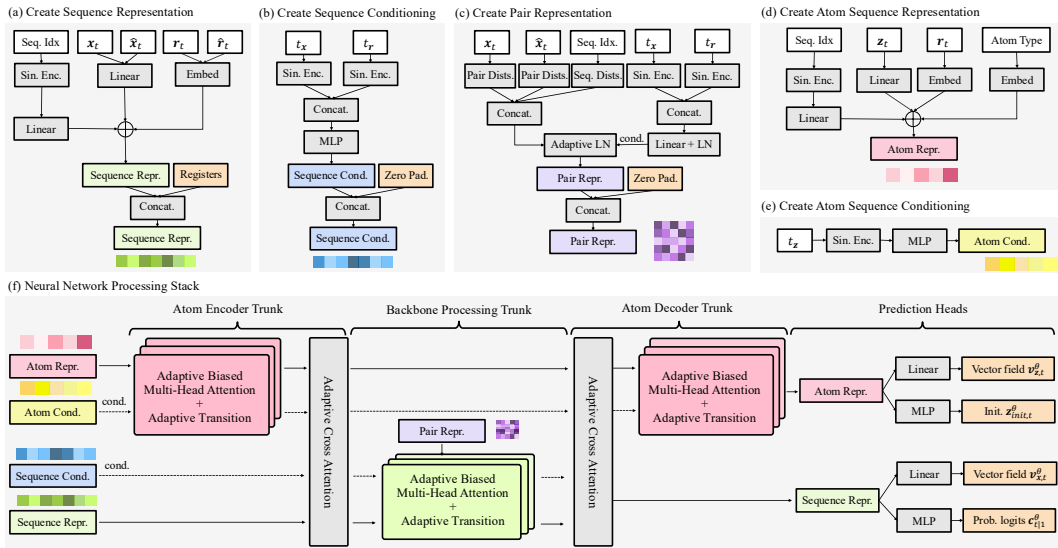 (a) Create Sequence Representation
Seq. Idx
x_t
x̂_t
r_t
r̂_t
Sin. Enc.
Linear
Embed
Linear
Sequence Repr.
Registers
Concat.
Sequence Repr.
(b) Create Sequence Conditioning
t_x
t_r
Sin. Enc.
Sin. Enc.
Concat.
MLP
Sequence Cond.
Zero Pad.
Concat.
Sequence Cond.
(c) Create Pair Representation
x_t
x̂_t
Seq. Idx.
t_x
t_r
Pair Dists.
Pair Dists.
Seq. Dists.
Sin. Enc.
Sin. Enc.
Concat.
Concat.
Adaptive LN
cond.
Linear + LN
Pair Repr.
Zero Pad.
Concat.
Pair Repr.
(d) Create Atom Sequence Representation
Seq. Idx
z_t
r_t
Atom Type
Sin. Enc.
Linear
Embed
Embed
Linear
Atom Repr.
(e) Create Atom Sequence Conditioning
t_z
Sin. Enc.
MLP
Atom Cond.
(f) Neural Network Processing Stack
Atom Encoder Trunk
Backbone Processing Trunk
Atom Decoder Trunk
Prediction Heads
Atom Repr.
Atom Cond.
cond.
Sequence Cond.
cond.
Sequence Repr.
Adaptive Biased
Multi-Head Attention
+
Adaptive Transition
Adaptive Cross Attention
Pair Repr.
Adaptive Biased
Multi-Head Attention
+
Adaptive Transition
Adaptive Cross Attention
Adaptive Biased
Multi-Head Attention
+
Adaptive Transition
Atom Repr.
Linear
Vector field v^θ_{z,t}
MLP
Init. z^θ_{init,t}
Sequence Repr.
Linear
Vector field v^θ_{x,t}
MLP
Prob. logits c^θ_{t|1}